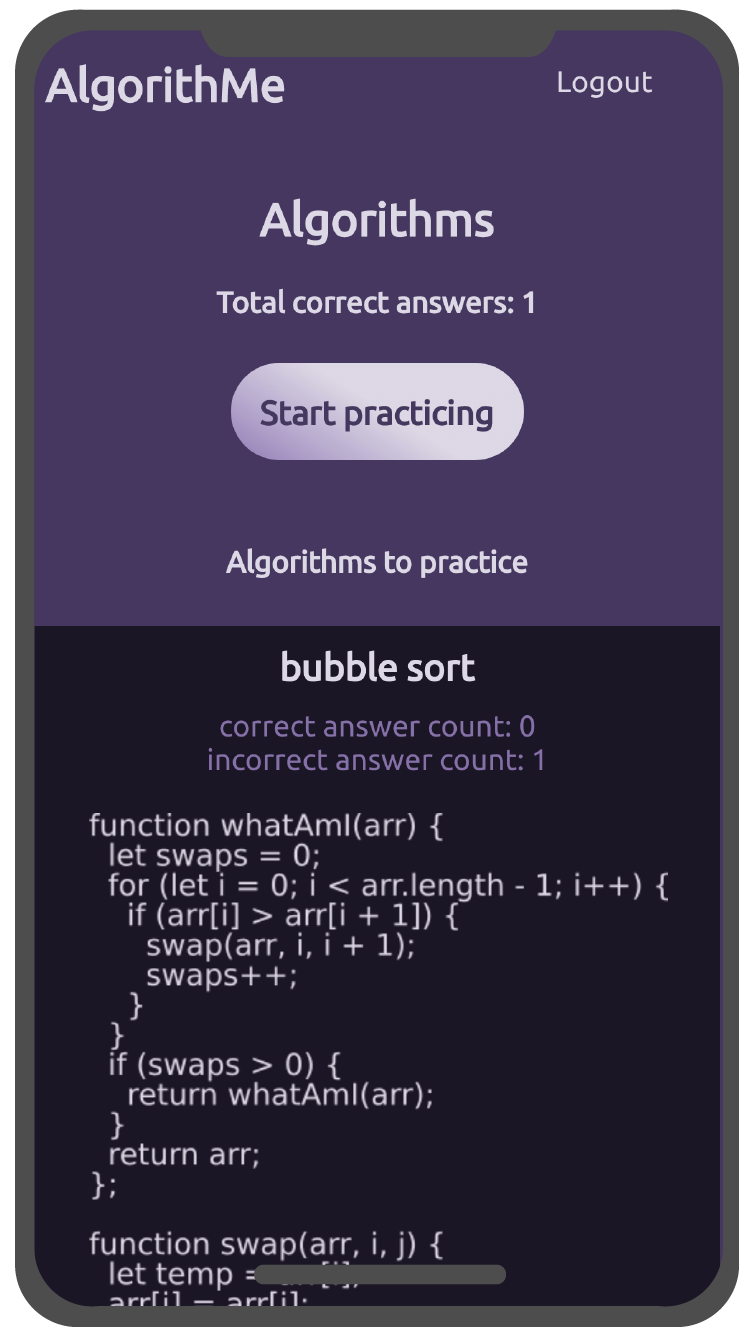 AlgorithMe
Logout
Algorithms
Total correct answers: 1
Start practicing
Algorithms to practice
bubble sort
correct answer count: 0
incorrect answer count: 1
function whatAmI(arr) {
  let swaps = 0;
  for (let i = 0; i < arr.length - 1; i++) {
    if (arr[i] > arr[i + 1]) {
      swap(arr, i, i + 1);
      swaps++;
    }
  }
  if (swaps > 0) {
    return whatAmI(arr);
  }
  return arr;
};
function swap(arr, i, j) {
  let temp = arr[i];
  arr[i] = arr[j];